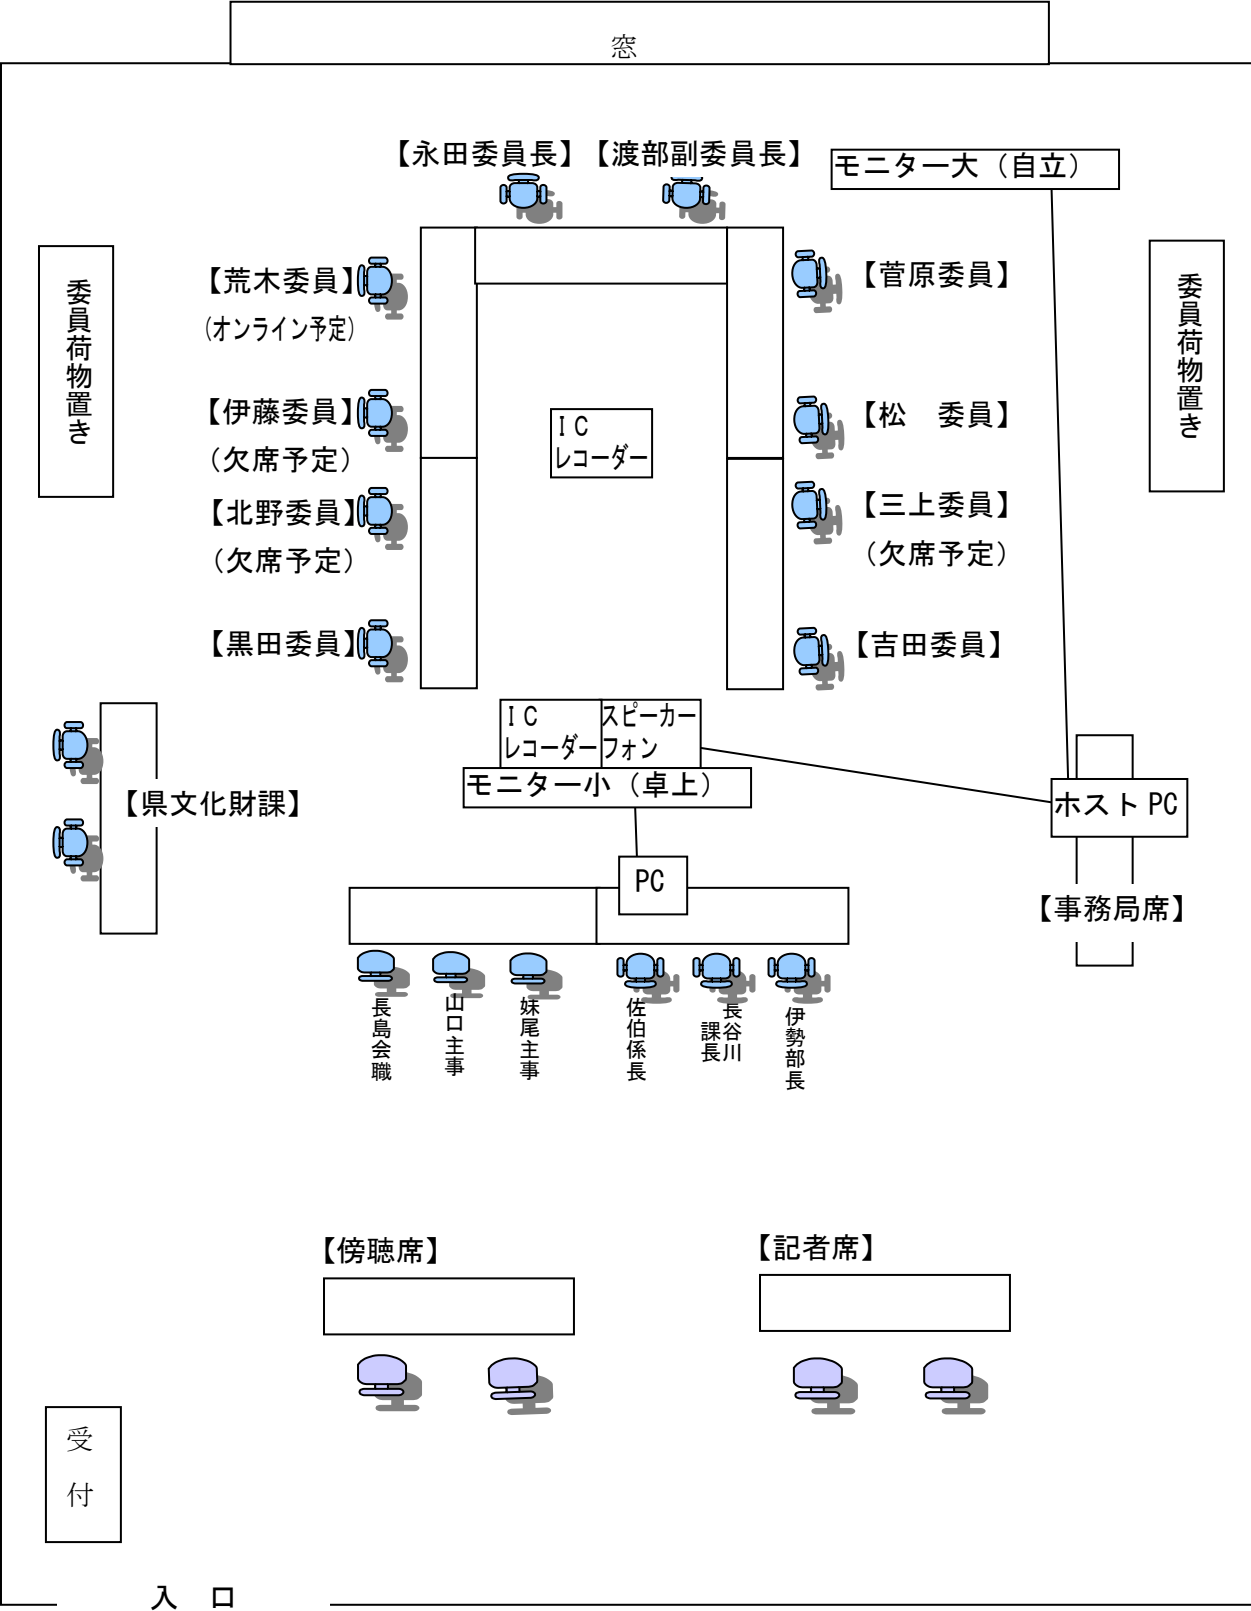 窓
【永田委員長】【渡部副委員長】
モニター大（自立）
委員荷物置き
【荒木委員】
(オンライン予定)
【菅原委員】
委員荷物置き
【伊藤委員】
（欠席予定）
ＩＣ
レコーダー
【松　委員】
【北野委員】
（欠席予定）
【三上委員】
（欠席予定）
【黒田委員】
【吉田委員】
ＩＣ
レコーダー
スピーカー
フォン
モニター小（卓上）
【県文化財課】
ホストPC
PC
【事務局席】
長島会職
山口主事
妹尾主事
佐伯係長
長谷川
課長
伊勢部長
【傍聴席】
【記者席】
受付
入　口